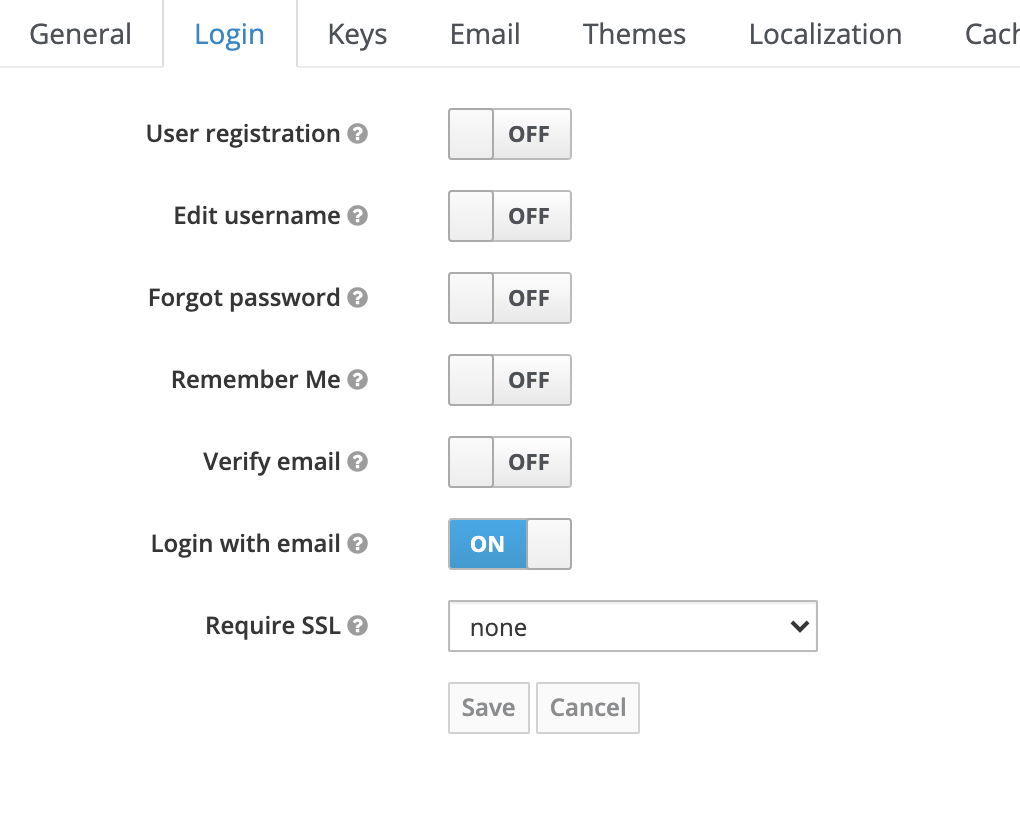 General Login Keys Email Themes Localization Cach
User registration OFF
Edit username OFF
Forgot password OFF
Remember Me OFF
Verify email OFF
Login with email ON
Require SSL none
Save Cancel